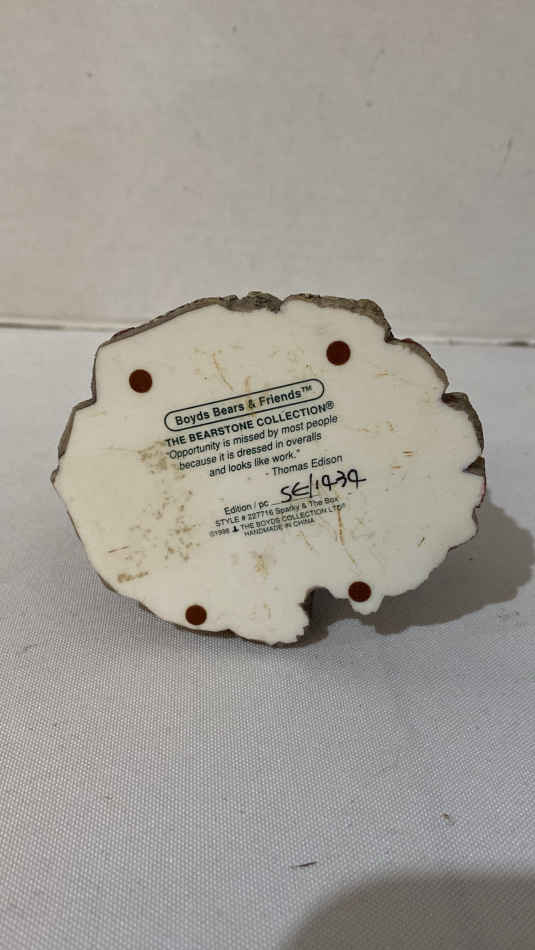 Boyds Bears & Friends™
THE BEARSTONE COLLECTION®
"Opportunity is missed by most people
because it is dressed in overalls
and looks like work."
- Thomas Edison
Edition / pc 5E/1434
STYLE # 227716 Sparky & The Box
©1998 THE BOYDS COLLECTION LTD®
HANDMADE IN CHINA